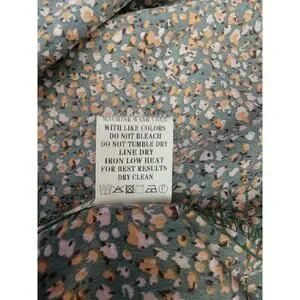 MACHINE WASH COLD
WITH LIKE COLORS
DO NOT BLEACH
DO NOT TUMBLE DRY
LINE DRY
IRON LOW HEAT
FOR BEST RESULTS
DRY CLEAN